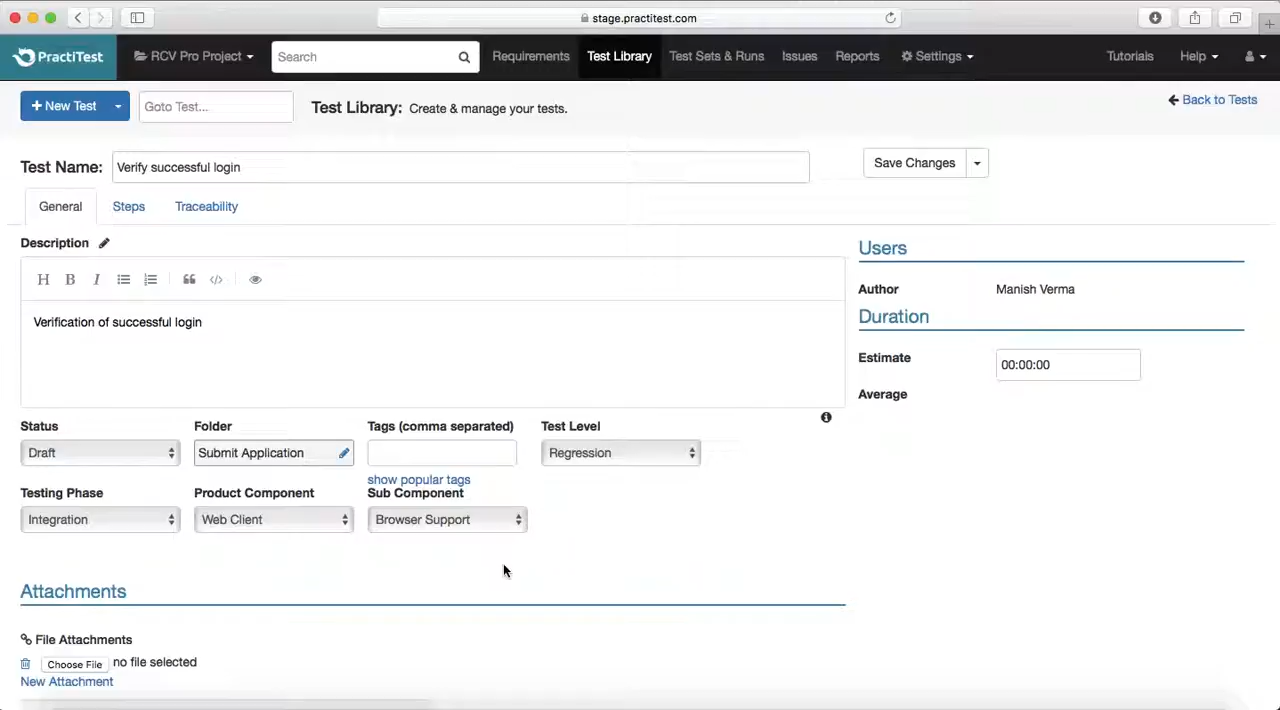 stage.practitest.com
PractiTest
RCV Pro Project
Search
Requirements
Test Library
Test Sets & Runs
Issues
Reports
Settings
Tutorials
Help
+ New Test
Goto Test...
Test Library: Create & manage your tests.
Back to Tests
Test Name: Verify successful login
Save Changes
General
Steps
Traceability
Description
H B I
Verification of successful login
Users
Author Manish Verma
Duration
Estimate 00:00:00
Average
Status Folder Tags (comma separated) Test Level
Draft Submit Application Regression
show popular tags
Testing Phase Product Component Sub Component
Integration Web Client Browser Support
Attachments
File Attachments
Choose File no file selected
New Attachment